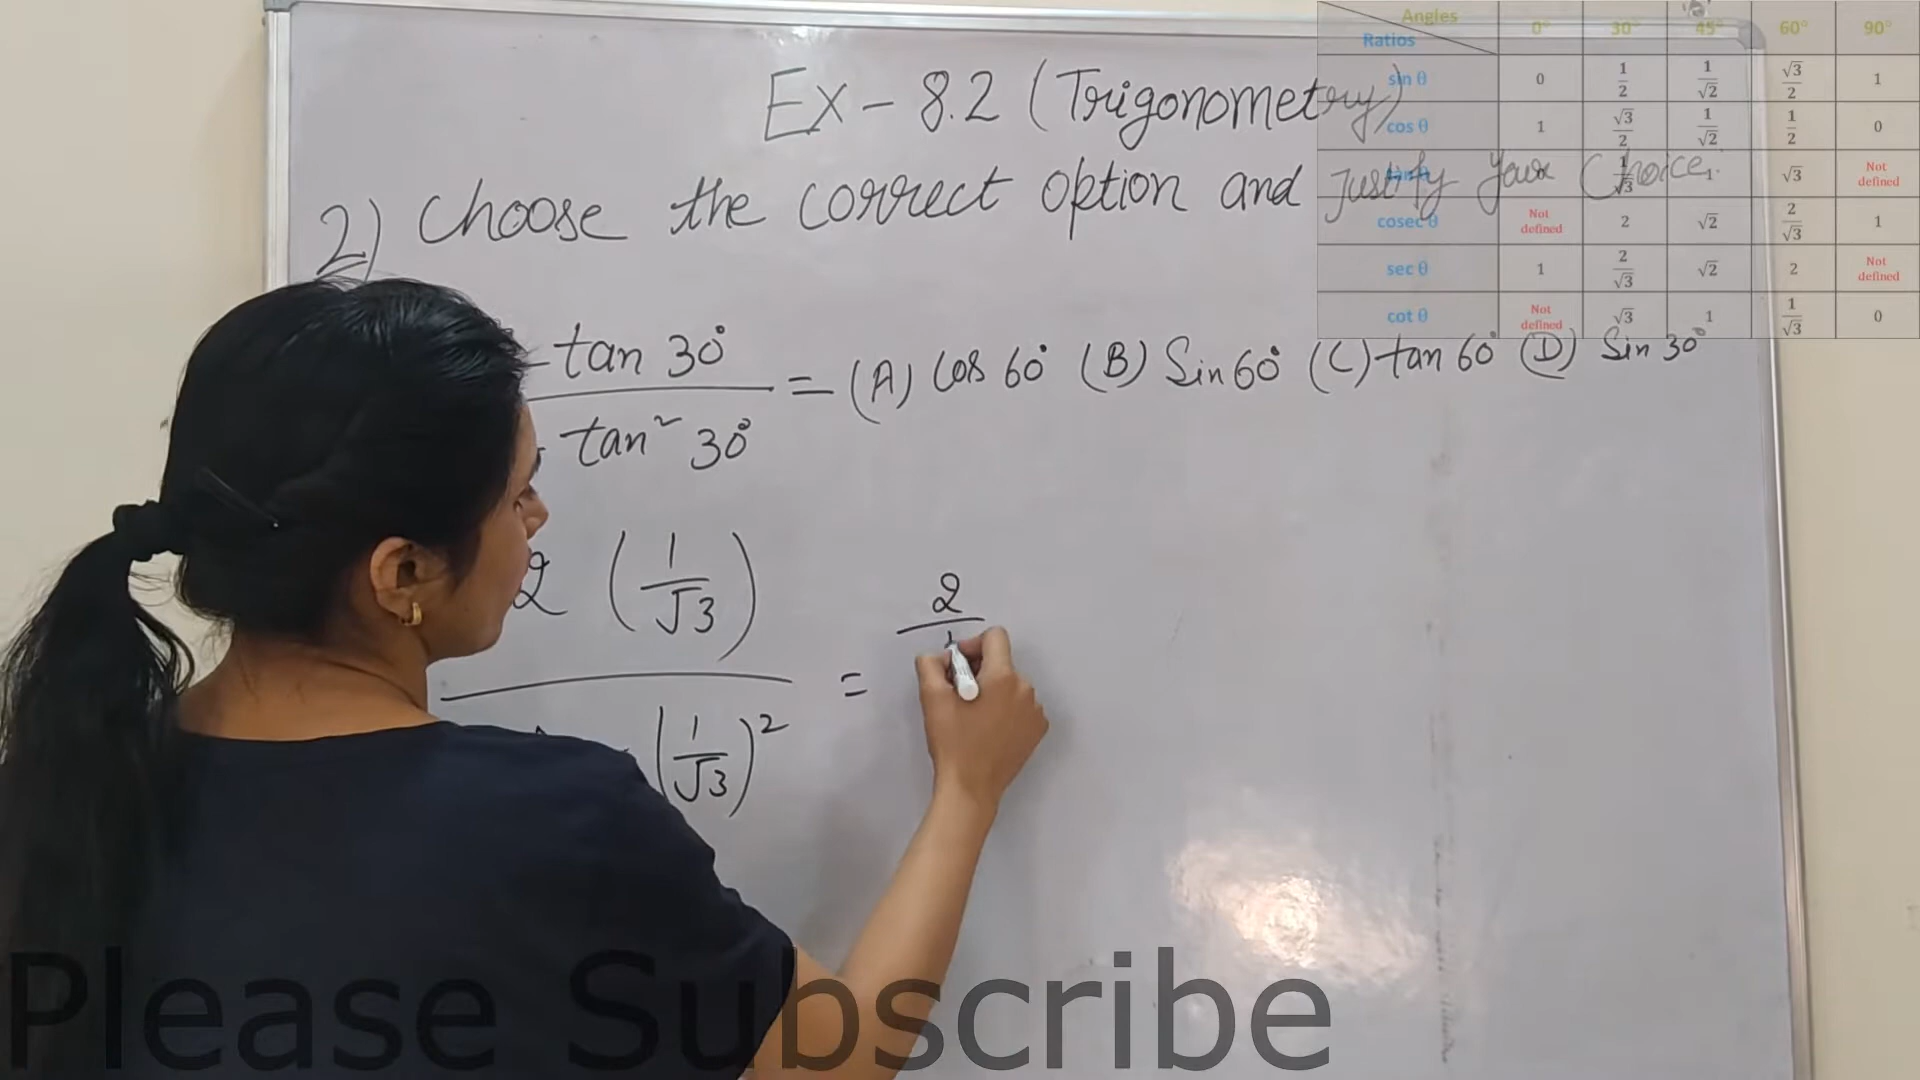 Ex - 8.2 (Trigonometry)
2) Choose the correct option and justify your Choice.
tan 30° = (A) Cos 60° (B) Sin 60° (C) tan 60° (D) Sin 30°
tan² 30°
2 (1/√3) = 2
(1/√3)²
Angles 0° 30° 45° 60° 90°
Ratios
sin θ 0 1/2 1/√2 √3/2 1
cos θ 1 √3/2 1/√2 1/2 0
1/√3 1 √3 Not defined
cosec θ Not defined 2 √2 2/√3 1
sec θ 1 2/√3 √2 2 Not defined
cot θ Not defined √3 1 1/√3 0
Please Subscribe